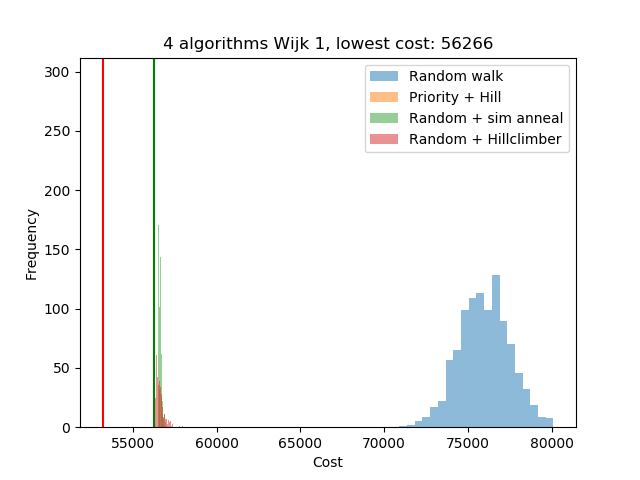 4 algorithms Wijk 1, lowest cost: 56266
300
250
200
150
100
50
0
Frequency
Random walk
Priority + Hill
Random + sim anneal
Random + Hillclimber
55000 60000 65000 70000 75000 80000
Cost